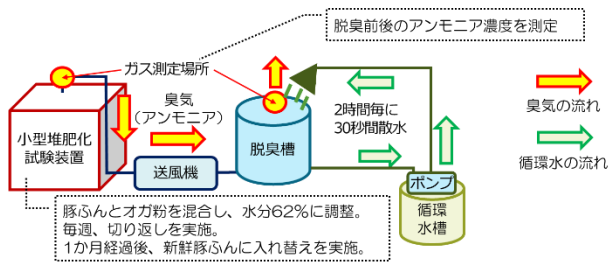 脱臭前後のアンモニア濃度を測定
ガス測定場所
臭気
(アンモニア)
2時間毎に
30秒間散水
臭気の流れ
循環水の流れ
小型堆肥化
試験装置
脱臭槽
送風機
ポンプ
循環
水槽
豚ふんとオガ粉を混合し、水分62%に調整。
毎週、切り返しを実施。
1か月経過後、新鮮豚ふんに入れ替えを実施。